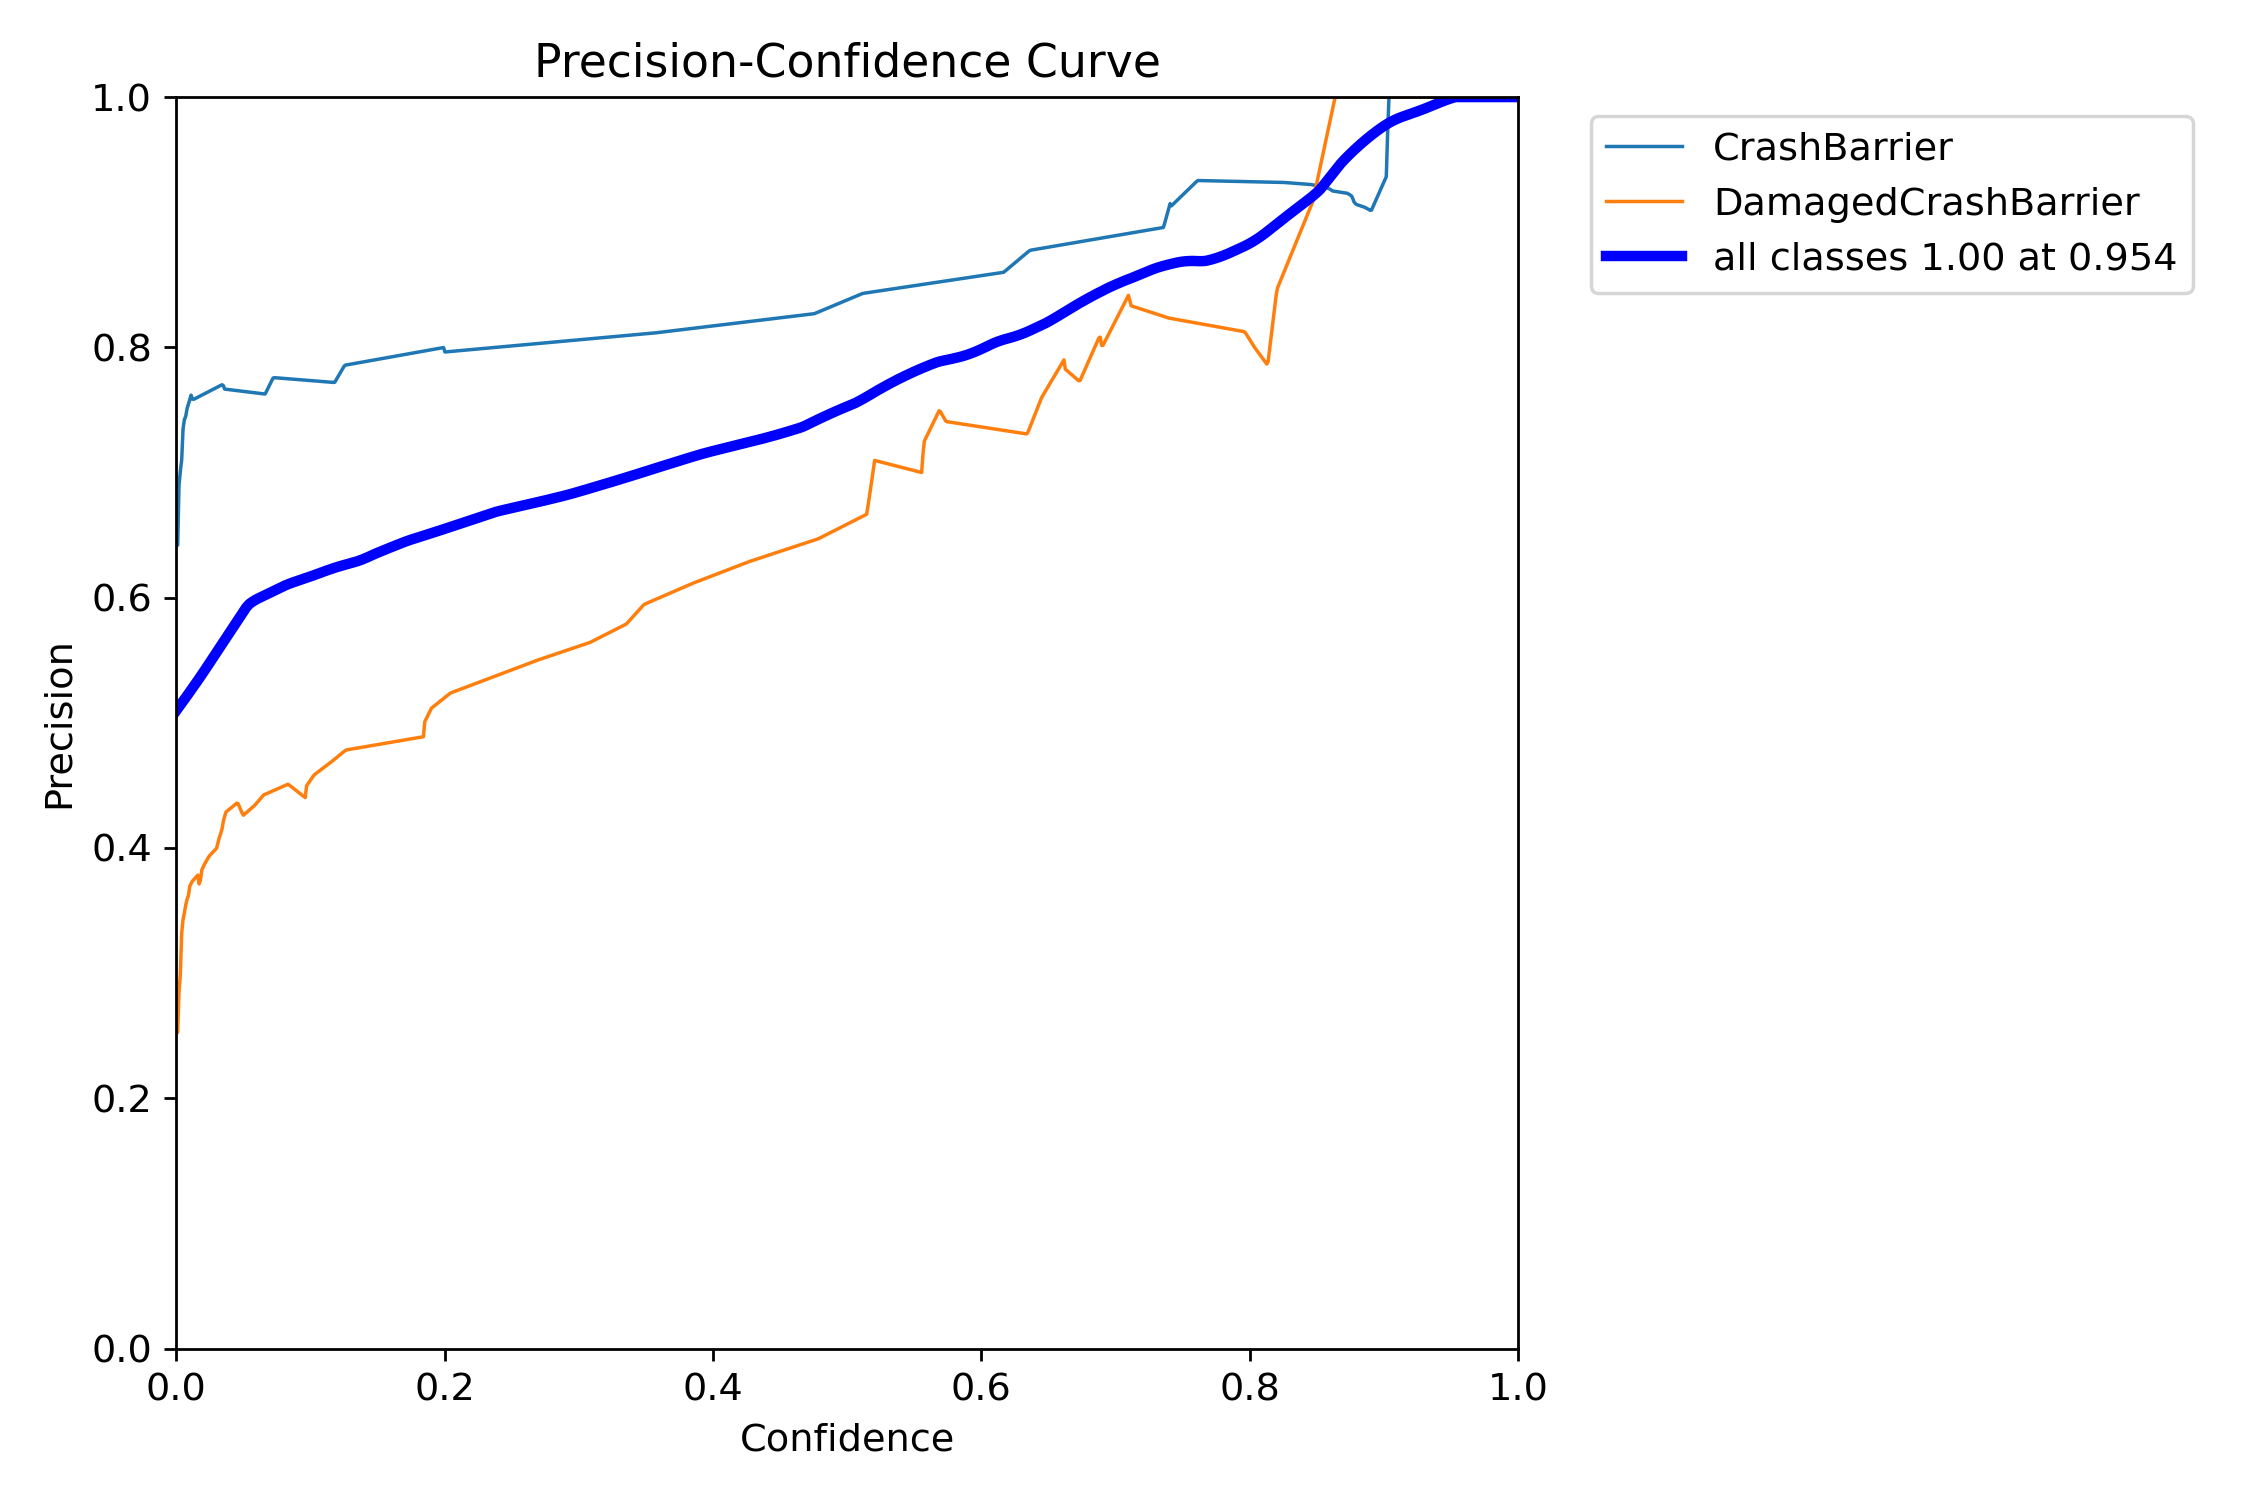 Precision-Confidence Curve
1.0
0.8
0.6
0.4
0.2
0.0
Precision
0.0 0.2 0.4 0.6 0.8 1.0
Confidence
CrashBarrier
DamagedCrashBarrier
all classes 1.00 at 0.954